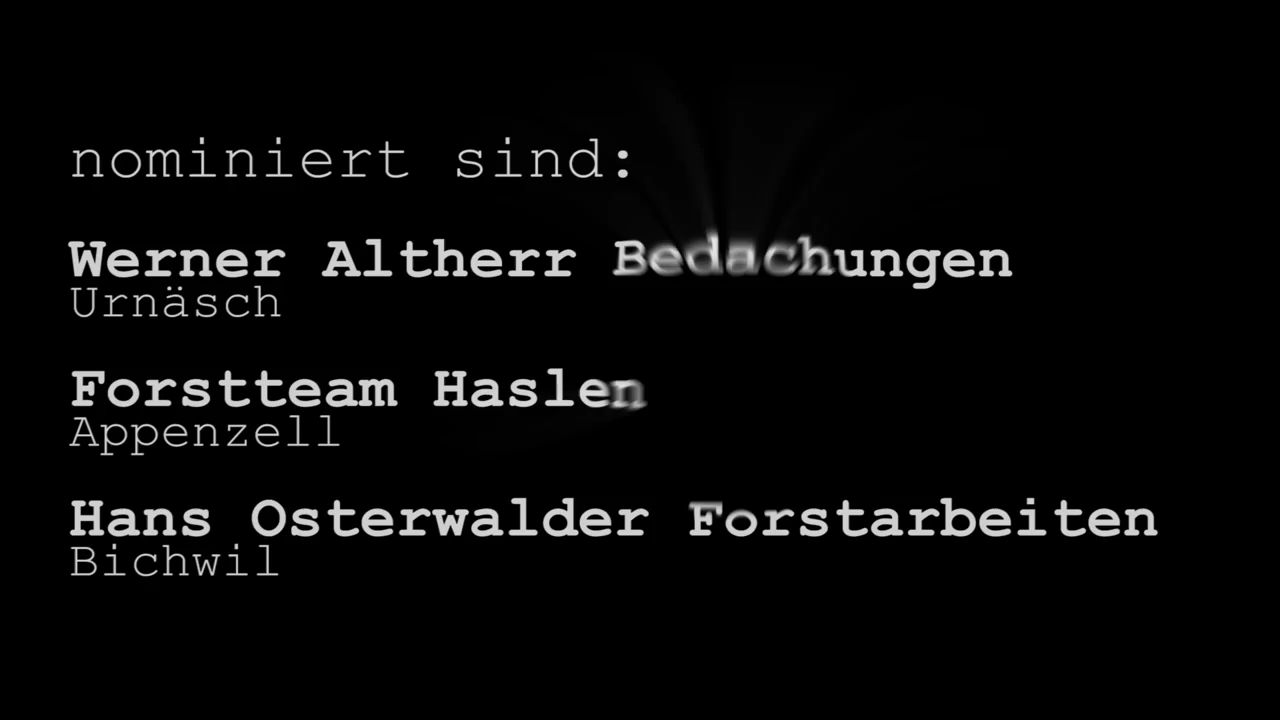 nominiert sind:
Werner Altherr Bedachungen
Urnäsch
Forstteam Haslen
Appenzell
Hans Osterwalder Forstarbeiten
Bichwil